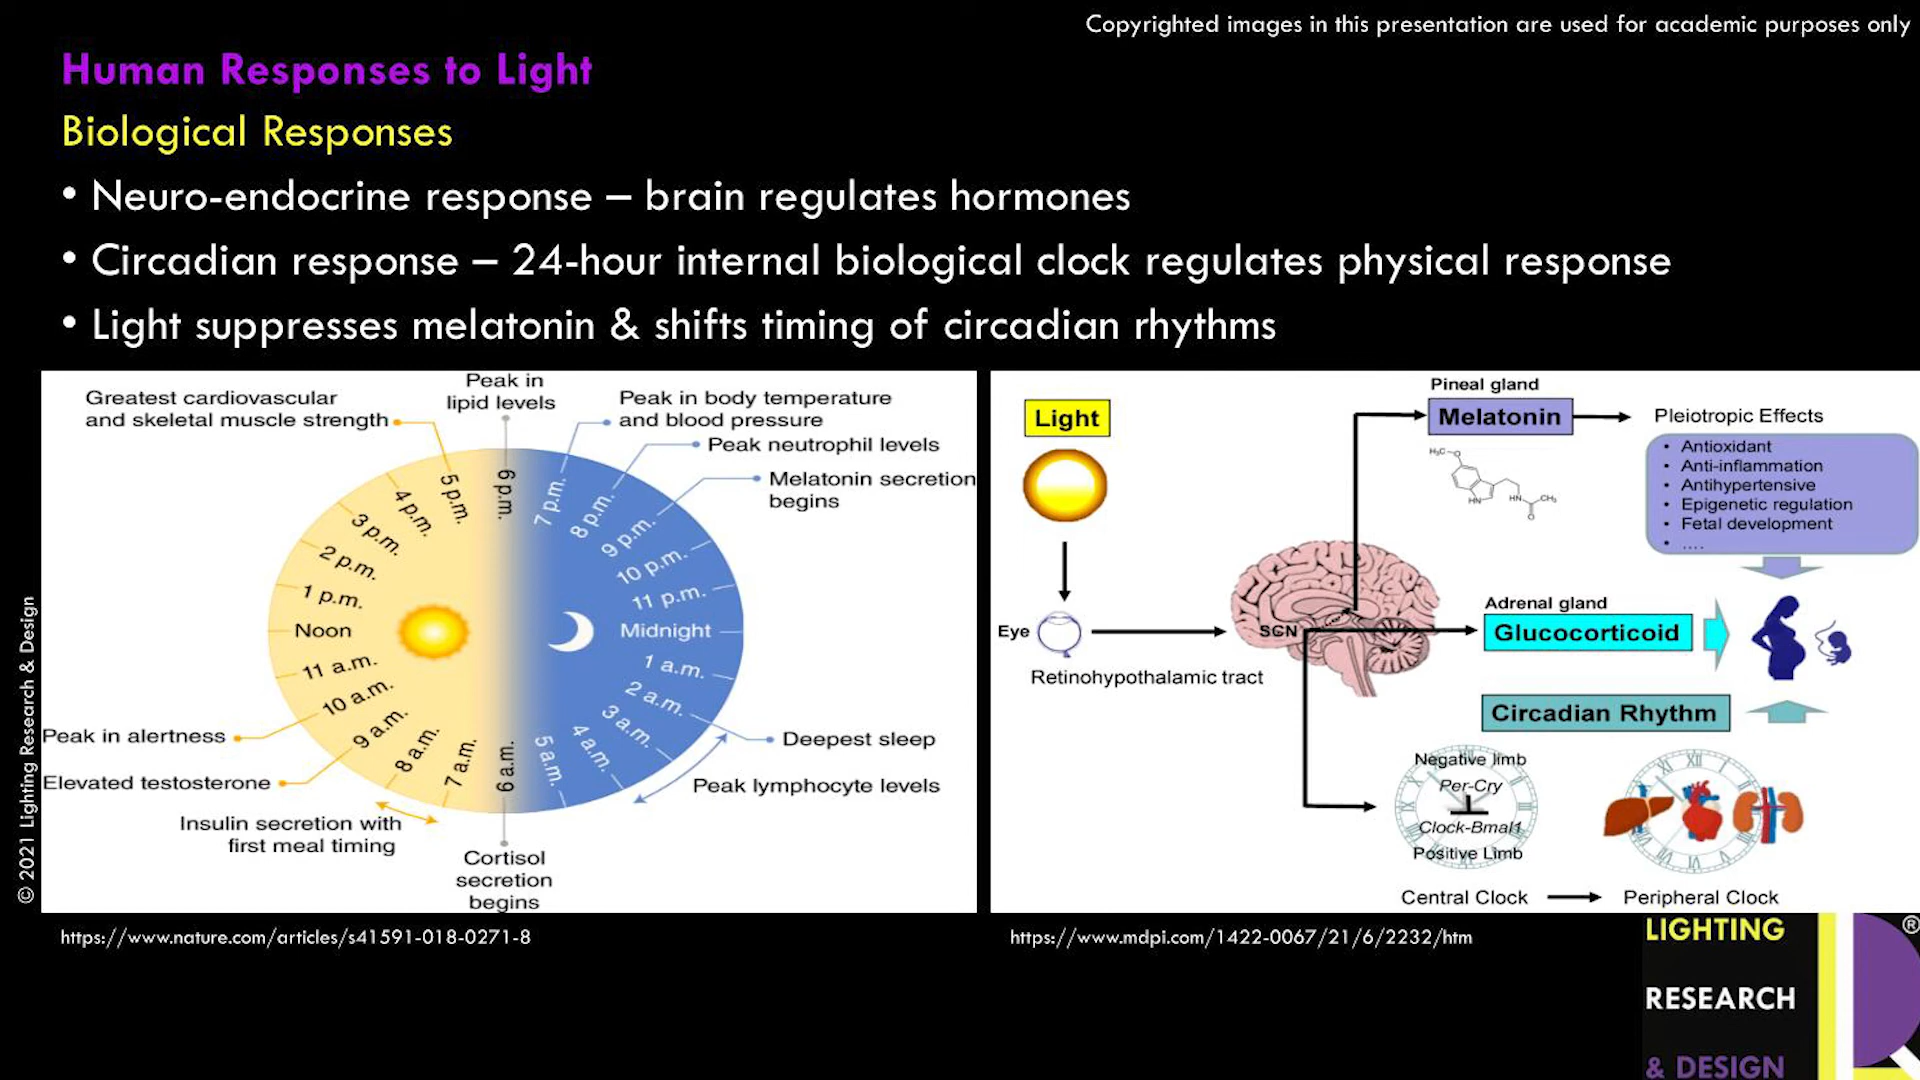 Copyrighted images in this presentation are used for academic purposes only
Human Responses to Light
Biological Responses
• Neuro-endocrine response – brain regulates hormones
• Circadian response – 24-hour internal biological clock regulates physical response
• Light suppresses melatonin & shifts timing of circadian rhythms
Greatest cardiovascular
and skeletal muscle strength
Peak in
lipid levels
Peak in body temperature
and blood pressure
Peak neutrophil levels
Melatonin secretion
begins
6 p.m.
7 p.m.
8 p.m.
9 p.m.
10 p.m.
11 p.m.
Midnight
1 a.m.
2 a.m.
3 a.m.
4 a.m.
5 a.m.
6 a.m.
7 a.m.
8 a.m.
9 a.m.
10 a.m.
11 a.m.
Noon
1 p.m.
2 p.m.
3 p.m.
4 p.m.
5 p.m.
Peak in alertness
Elevated testosterone
Insulin secretion with
first meal timing
Cortisol
secretion
begins
Deepest sleep
Peak lymphocyte levels
Light
Eye
Retinohypothalamic tract
SCN
Pineal gland
Melatonin
H₃C
O
HN
HN
CH₃
O
Pleiotropic Effects
• Antioxidant
• Anti-inflammation
• Antihypertensive
• Epigenetic regulation
• Fetal development
• ....
Adrenal gland
Glucocorticoid
Circadian Rhythm
Negative limb
Per-Cry
Clock-Bmal1
Positive Limb
XII
Central Clock
Peripheral Clock
© 2021 Lighting Research & Design
https://www.nature.com/articles/s41591-018-0271-8
https://www.mdpi.com/1422-0067/21/6/2232/htm
LIGHTING
RESEARCH
& DESIGN
®